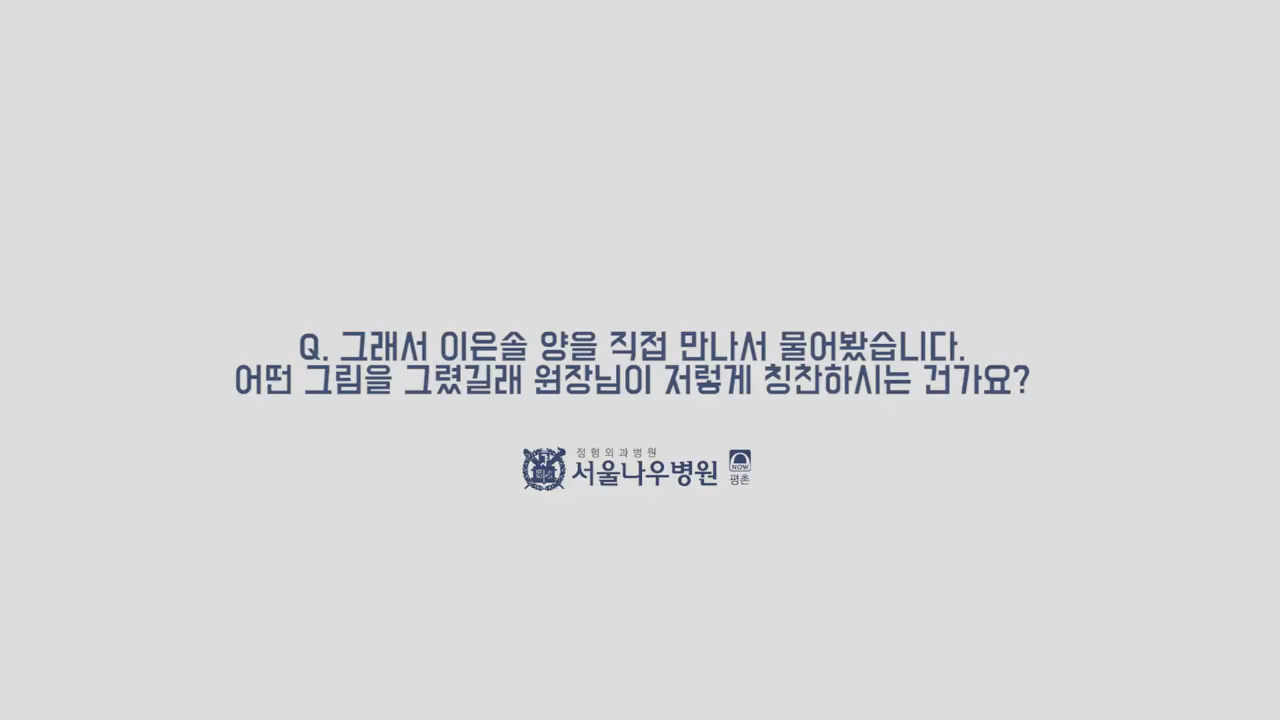 Q. 그래서 이은솔 양을 직접 만나서 물어봤습니다.
어떤 그림을 그렸길래 원장님이 저렇게 칭찬하시는 건가요?
정형외과병원
서울나우병원
NOW
평촌